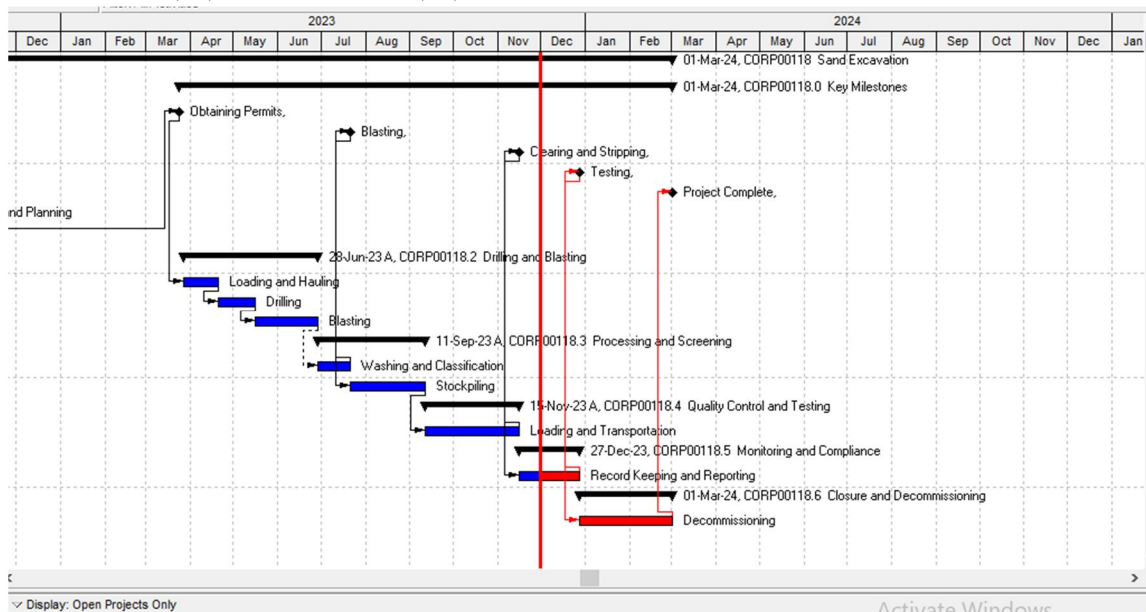 2023 2024
Dec Jan Feb Mar Apr May Jun Jul Aug Sep Oct Nov Dec Jan Feb Mar Apr May Jun Jul Aug Sep Oct Nov Dec Jan
01-Mar-24, CORP00118 Sand Excavation
01-Mar-24, CORP00118.0 Key Milestones
Obtaining Permits,
Blasting,
Clearing and Stripping,
Testing,
Project Complete,
and Planning
28-Jun-23 A, CORP00118.2 Drilling and Blasting
Loading and Hauling
Drilling
Blasting
11-Sep-23 A, CORP00118.3 Processing and Screening
Washing and Classification
Stockpiling
15-Nov-23 A, CORP00118.4 Quality Control and Testing
Loading and Transportation
27-Dec-23, CORP00118.5 Monitoring and Compliance
Record Keeping and Reporting
01-Mar-24, CORP00118.6 Closure and Decommissioning
Decommissioning
Display: Open Projects Only
Activate Windows